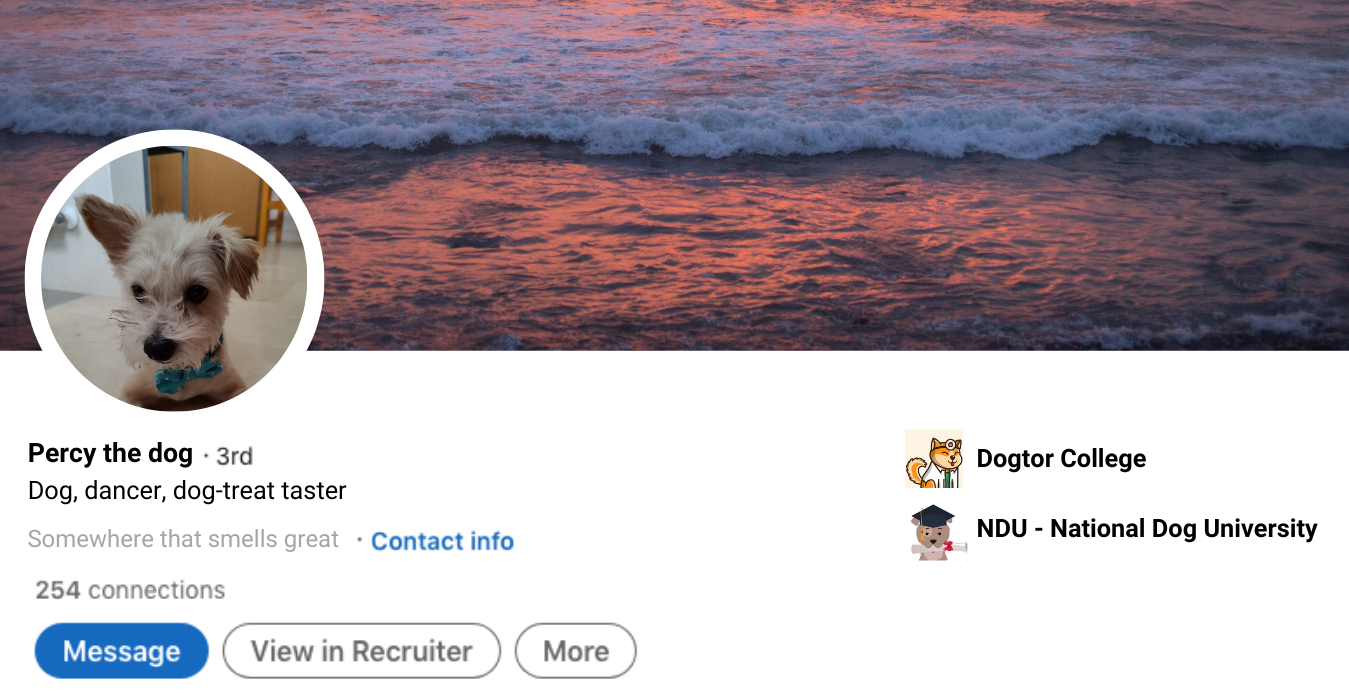 Percy the dog · 3rd
Dog, dancer, dog-treat taster
Somewhere that smells great · Contact info
254 connections
Message
View in Recruiter
More
Dogtor College
NDU - National Dog University